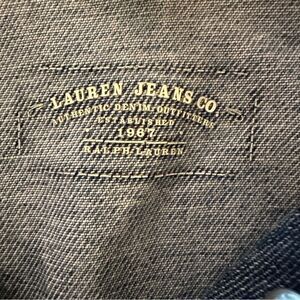 LAUREN JEANS CO.
AUTHENTIC DENIM OUTFITTERS
ESTABLISHED
1967
RALPH LAUREN